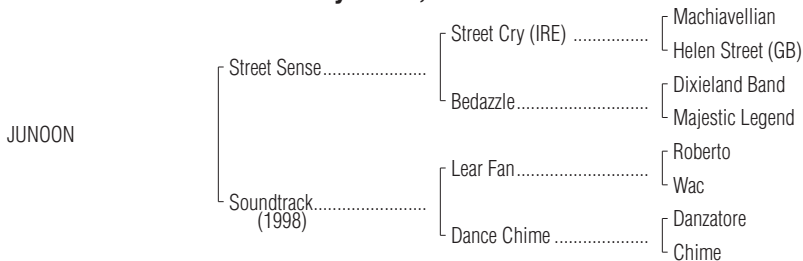 Machiavellian
Street Cry (IRE) ................
Helen Street (GB)
Street Sense......................
Dixieland Band
Bedazzle............................
Majestic Legend
JUNOON
Roberto
Lear Fan............................
Wac
Soundtrack........................
(1998)
Danzatore
Dance Chime ....................
Chime